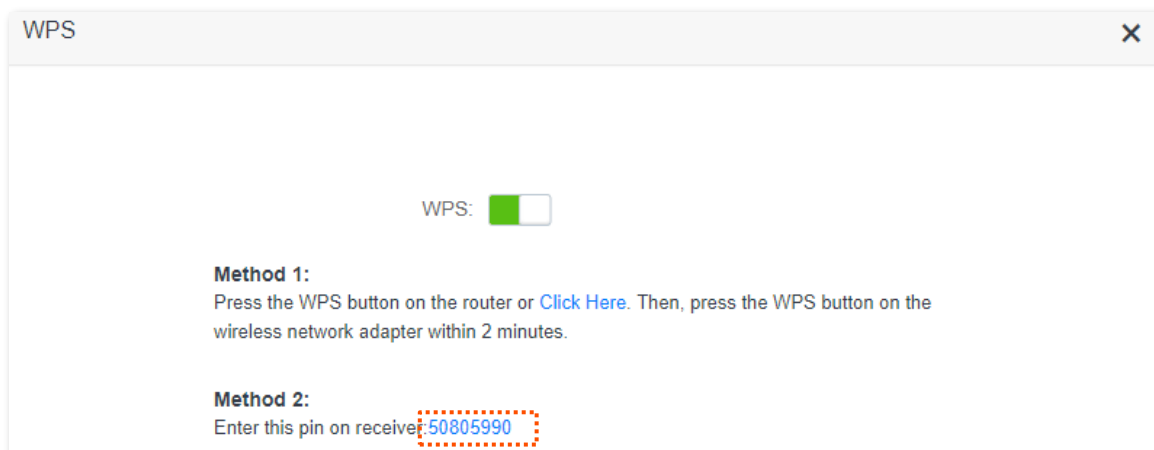 WPS
WPS:
Method 1:
Press the WPS button on the router or Click Here. Then, press the WPS button on the
wireless network adapter within 2 minutes.
Method 2:
Enter this pin on receiver:50805990